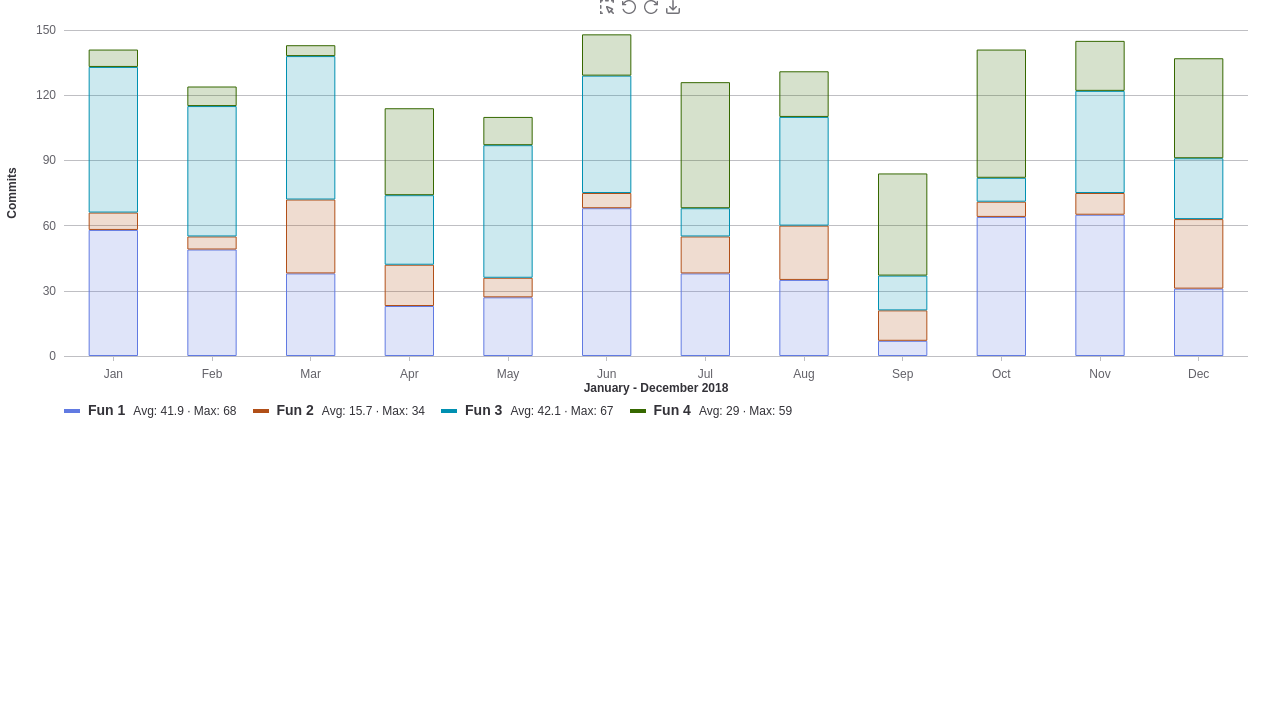 150
120
90
60
30
0
Commits
Jan Feb Mar Apr May Jun Jul Aug Sep Oct Nov Dec
January - December 2018
Fun 1 Avg: 41.9 · Max: 68 Fun 2 Avg: 15.7 · Max: 34 Fun 3 Avg: 42.1 · Max: 67 Fun 4 Avg: 29 · Max: 59